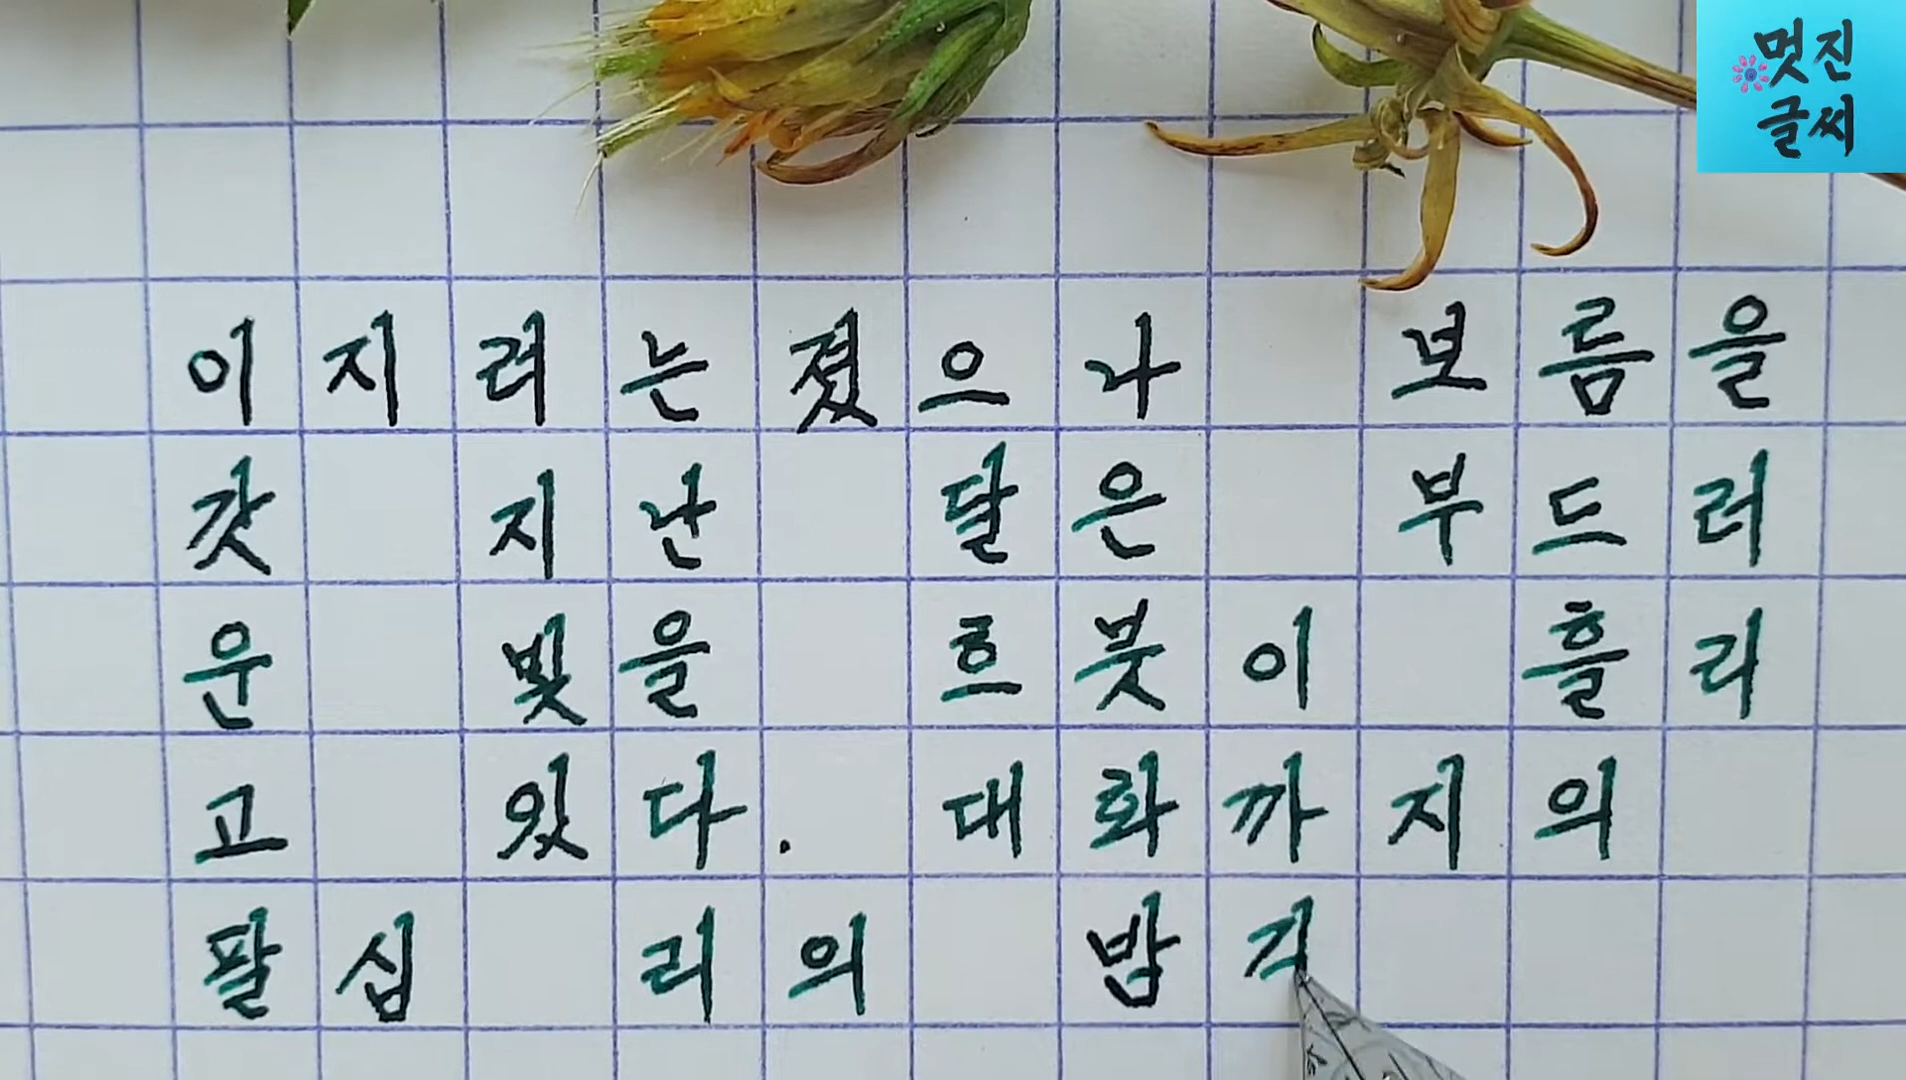 멋진
글씨
이지러는졌으나 보름을
갓 지난 달은 부드러
운 빛을 흐붓이 흘리
고 있다. 대화까지의
팔십 리의 밤